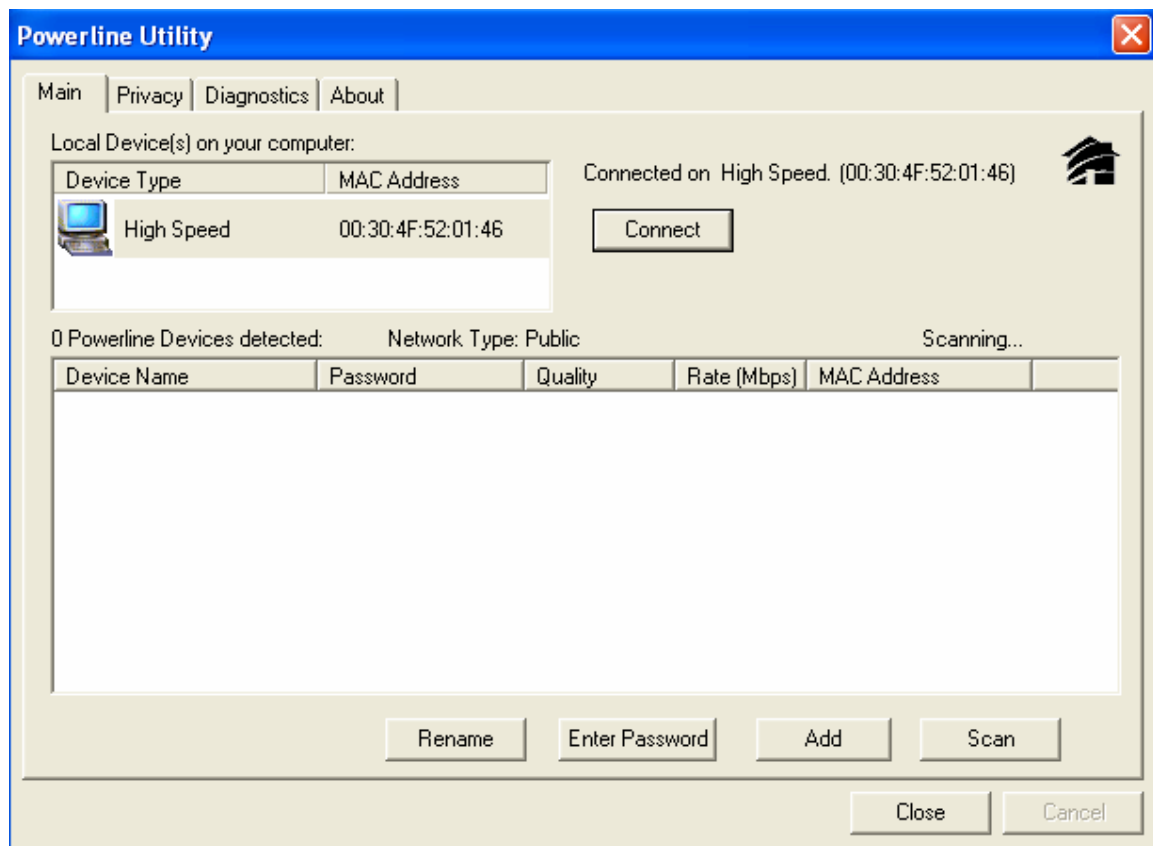 Powerline Utility
Main Privacy Diagnostics About
Local Device(s) on your computer:
Device Type MAC Address
High Speed 00:30:4F:52:01:46
Connected on High Speed. (00:30:4F:52:01:46)
Connect
0 Powerline Devices detected: Network Type: Public Scanning...
Device Name Password Quality Rate (Mbps) MAC Address
Rename Enter Password Add Scan
Close Cancel